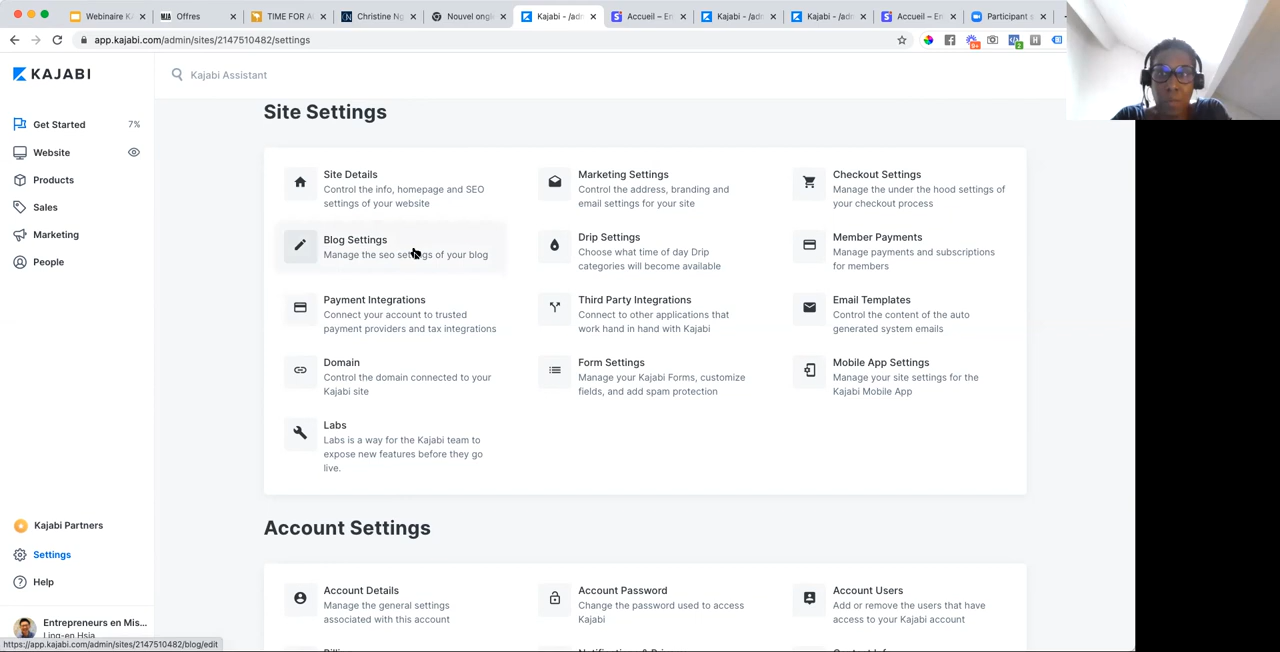 Webinaire K
MJA Offres
TIME FOR A
Christine Ng
Nouvel ongl
Kajabi - /adr
Accueil – En
Kajabi - /adm
Kajabi - /adm
Accueil – En
Participant s
app.kajabi.com/admin/sites/2147510482/settings
KAJABI
Kajabi Assistant
Get Started 7%
Website
Products
Sales
Marketing
People
Site Settings
Site Details
Control the info, homepage and SEO
settings of your website
Marketing Settings
Control the address, branding and
email settings for your site
Checkout Settings
Manage the under the hood settings of
your checkout process
Blog Settings
Manage the seo settings of your blog
Drip Settings
Choose what time of day Drip
categories will become available
Member Payments
Manage payments and subscriptions
for members
Payment Integrations
Connect your account to trusted
payment providers and tax integrations
Third Party Integrations
Connect to other applications that
work hand in hand with Kajabi
Email Templates
Control the content of the auto
generated system emails
Domain
Control the domain connected to your
Kajabi site
Form Settings
Manage your Kajabi Forms, customize
fields, and add spam protection
Mobile App Settings
Manage your site settings for the
Kajabi Mobile App
Labs
Labs is a way for the Kajabi team to
expose new features before they go
live.
Account Settings
Account Details
Manage the general settings
associated with this account
Account Password
Change the password used to access
Kajabi
Account Users
Add or remove the users that have
access to your Kajabi account
Kajabi Partners
Settings
Help
Entrepreneurs en Mis...
Ling-en Hsia
https://app.kajabi.com/admin/sites/2147510482/blog/edit